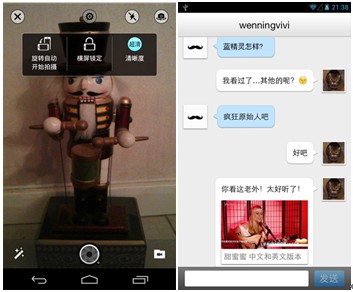 旋转自动
开始拍摄
横屏锁定
超清
清晰度
21:38
wenningvivi
蓝精灵怎样?
我看过了...其他的呢?
疯狂原始人吧
好吧
你看这老外!太好听了!
甜蜜蜜 中文和英文版本
发送